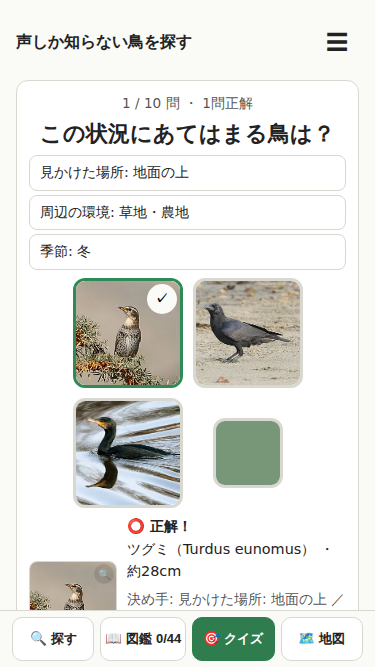 声しか知らない鳥を探す
1 / 10 問 ・ 1問正解
この状況にあてはまる鳥は？
見かけた場所: 地面の上
周辺の環境: 草地・農地
季節: 冬
⭕ 正解！
ツグミ（Turdus eunomus） ・
約28cm
決め手: 見かけた場所: 地面の上 ／
🔍 探す
📖 図鑑 0/44
🎯 クイズ
🗺️ 地図